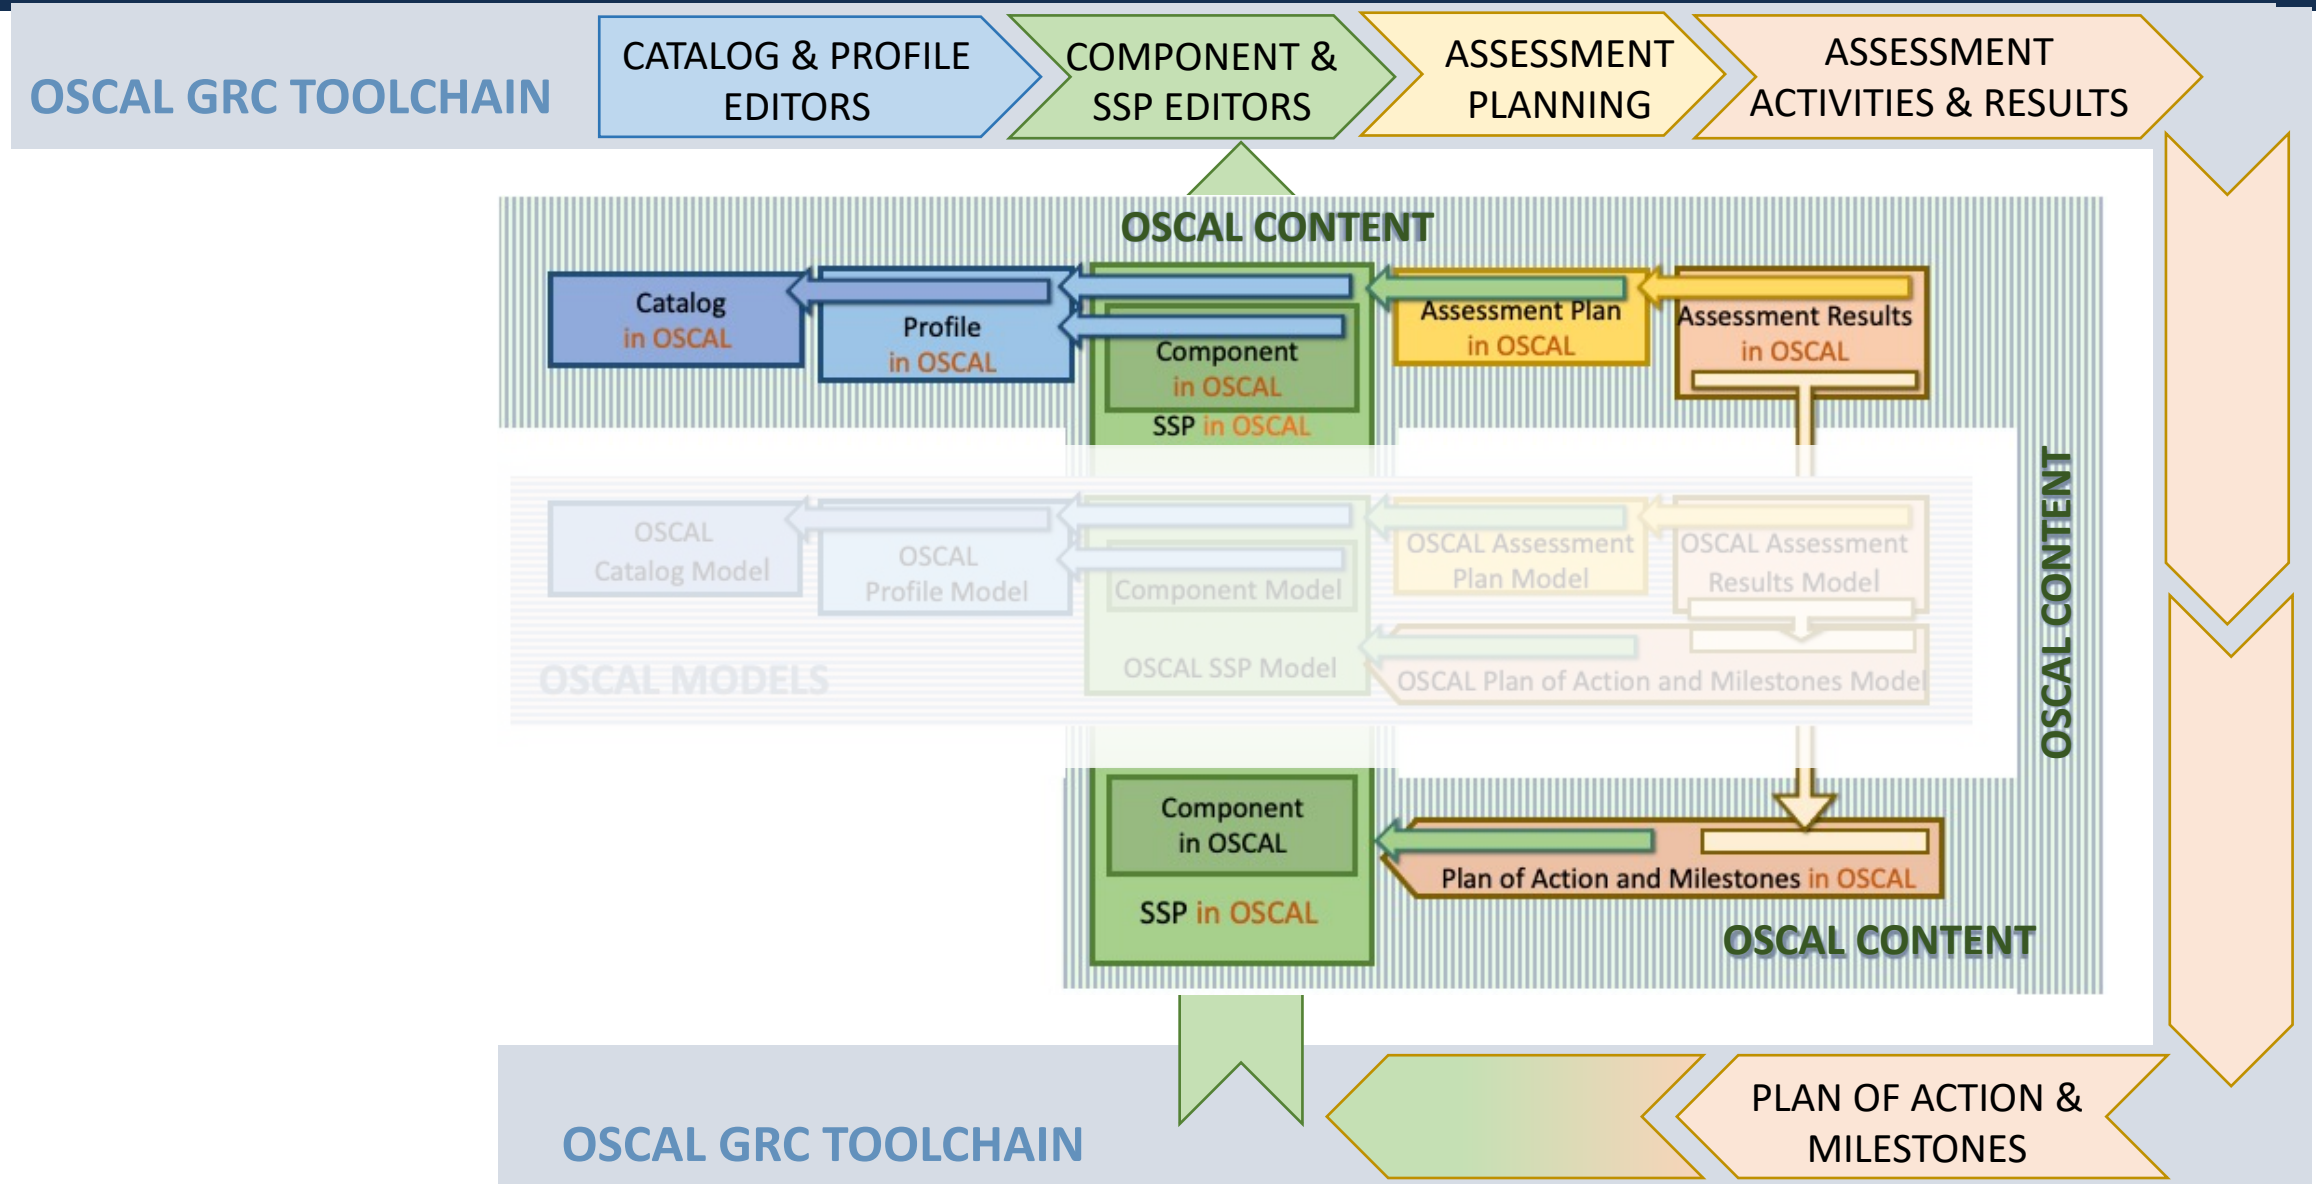 OSCAL GRC TOOLCHAIN
CATALOG & PROFILE
EDITORS
COMPONENT &
SSP EDITORS
ASSESSMENT
PLANNING
ASSESSMENT
ACTIVITIES & RESULTS
OSCAL CONTENT
Catalog
in OSCAL
Profile
in OSCAL
Component
in OSCAL
SSP in OSCAL
Assessment Plan
in OSCAL
Assessment Results
in OSCAL
OSCAL
Catalog Model
OSCAL
Profile Model
Component Model
OSCAL SSP Model
OSCAL Assessment
Plan Model
OSCAL Assessment
Results Model
OSCAL Plan of Action and Milestones Model
OSCAL MODELS
OSCAL CONTENT
Component
in OSCAL
SSP in OSCAL
Plan of Action and Milestones in OSCAL
OSCAL CONTENT
OSCAL GRC TOOLCHAIN
PLAN OF ACTION &
MILESTONES